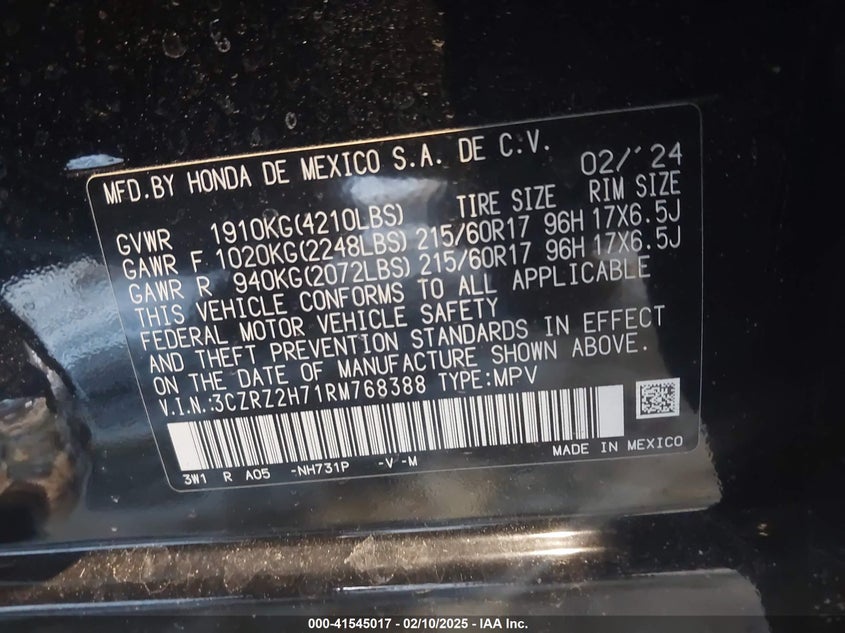 MFD.BY HONDA DE MEXICO S.A. DE C.V. 02/'24
GVWR 1910KG(4210LBS) TIRE SIZE RIM SIZE
GAWR F 1020KG(2248LBS) 215/60R17 96H 17X6.5J
GAWR R 940KG(2072LBS) 215/60R17 96H 17X6.5J
THIS VEHICLE CONFORMS TO ALL APPLICABLE
FEDERAL MOTOR VEHICLE SAFETY
AND THEFT PREVENTION STANDARDS IN EFFECT
ON THE DATE OF MANUFACTURE SHOWN ABOVE.
V.I.N.:3CZRZ2H71RM768388 TYPE:MPV
3W1 R A05 -NH731P -V -M MADE IN MEXICO
000-41545017 - 02/10/2025 - IAA Inc.